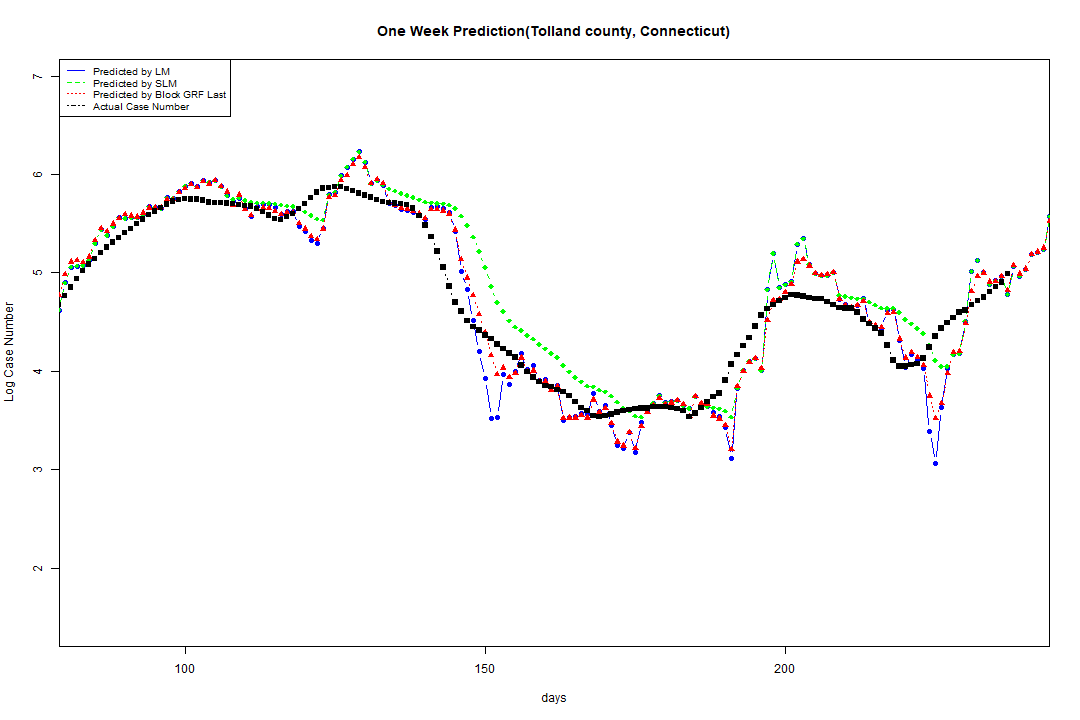 One Week Prediction(Tolland county, Connecticut)
Predicted by LM
Predicted by SLM
Predicted by Block GRF Last
Actual Case Number
7
6
5
4
3
2
Log Case Number
100 150 200
days